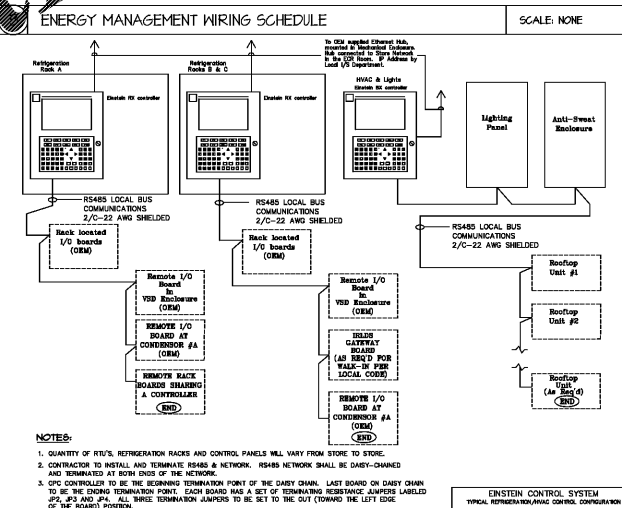 ENERGY MANAGEMENT WIRING SCHEDULE
SCALE: NONE
To OEM supplied Ethernet Hub,
mounted in Mechanical Enclosure.
Hub connected to Store Network
in the EOR Room. IP Address by
Local I/S Department.
Refrigeration
Rack A
Einstein RX controller
Refrigeration
Racks B & C
Einstein RX controller
HVAC & Lights
Einstein BX controller
Lighting
Panel
Anti-Sweat
Enclosure
RS485 LOCAL BUS
COMMUNICATIONS
2/C-22 AWG SHIELDED
RS485 LOCAL BUS
COMMUNICATIONS
2/C-22 AWG SHIELDED
RS485 LOCAL BUS
COMMUNICATIONS
2/C-22 AWG SHIELDED
Rack located
I/O boards
(OEM)
Remote I/O
Board
in
VSD Enclosure
(OEM)
REMOTE I/O
BOARD AT
CONDENSOR #A
(OEM)
REMOTE RACK
BOARDS SHARING
A CONTROLLER
END
Rack located
I/O boards
(OEM)
Remote I/O
Board
in
VSD Enclosure
(OEM)
IRLDS
GATEWAY
BOARD
(AS REQ'D FOR
WALK-IN PER
LOCAL CODE)
REMOTE I/O
BOARD AT
CONDENSOR #A
(OEM)
END
Rooftop
Unit #1
Rooftop
Unit #2
Rooftop
Unit
(As Req'd)
END
NOTES:
1. QUANTITY OF RTU'S, REFRIGERATION RACKS AND CONTROL PANELS WILL VARY FROM STORE TO STORE.
2. CONTRACTOR TO INSTALL AND TERMINATE RS485 & NETWORK. RS485 NETWORK SHALL BE DAISY-CHAINED
AND TERMINATED AT BOTH ENDS OF THE NETWORK.
3. CPC CONTROLLER TO BE THE BEGINNING TERMINATION POINT OF THE DAISY CHAIN. LAST BOARD ON DAISY CHAIN
TO BE THE ENDING TERMINATION POINT. EACH BOARD HAS A SET OF TERMINATING RESISTANCE JUMPERS LABELED
JP2, JP3 AND JP4. ALL THREE TERMINATION JUMPERS TO BE SET TO THE OUT (TOWARD THE LEFT EDGE
OF THE BOARD) POSITION.
EINSTEIN CONTROL SYSTEM
TYPICAL REFRIGERATION/HVAC CONTROL CONFIGURATION